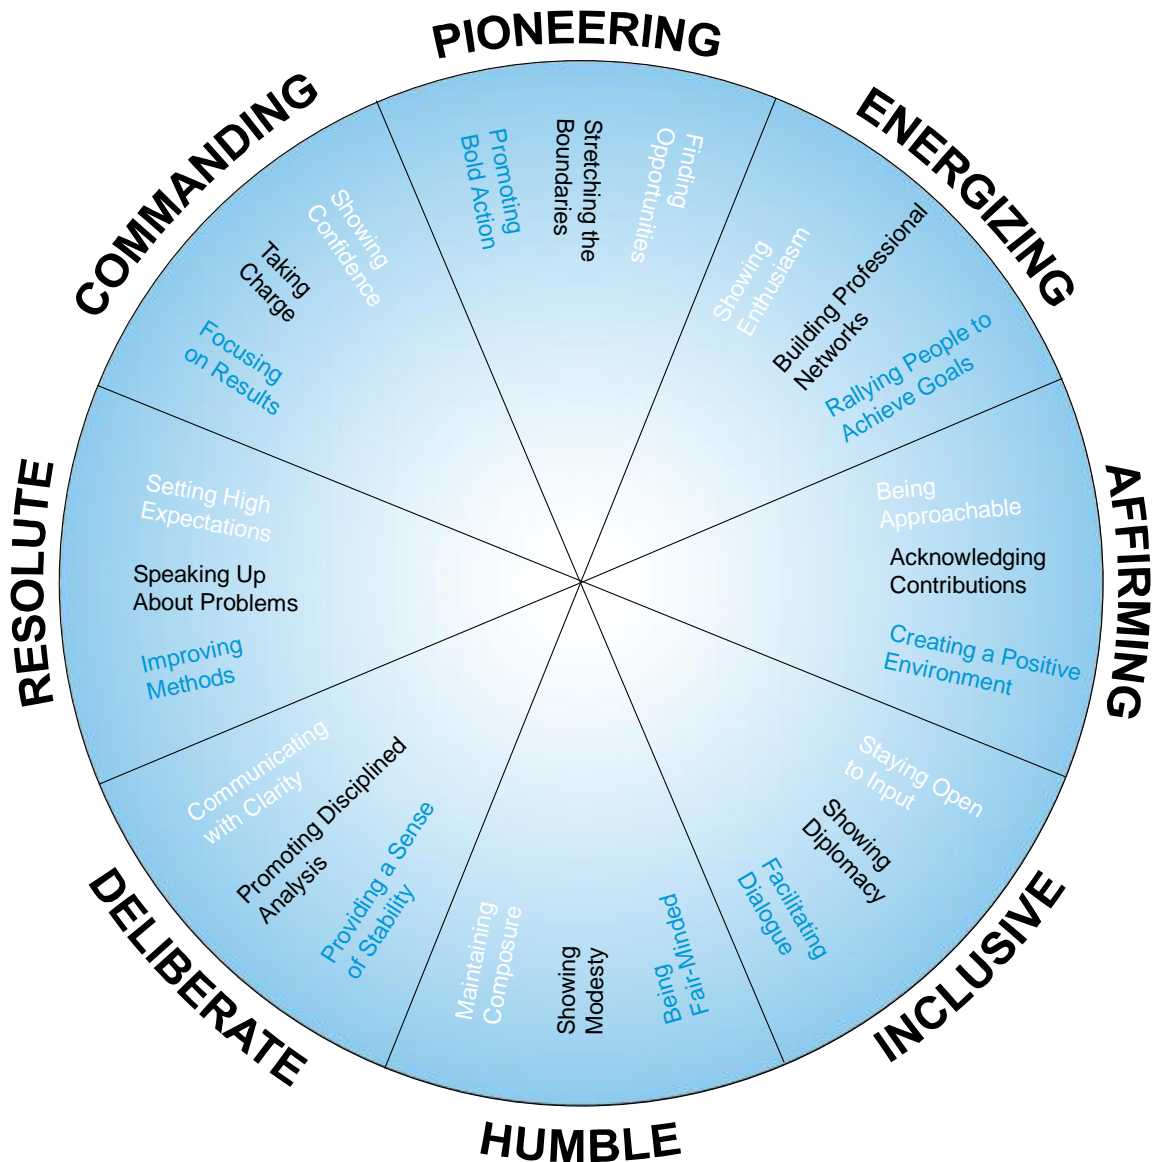 PIONEERING
Promoting
Bold Action
Stretching the
Boundaries
Finding
Opportunities
ENERGIZING
Showing
Enthusiasm
Building Professional
Networks
Rallying People to
Achieve Goals
AFFIRMING
Being
Approachable
Acknowledging
Contributions
Creating a Positive
Environment
INCLUSIVE
Staying Open
to Input
Showing
Diplomacy
Facilitating
Dialogue
HUMBLE
Being
Fair-Minded
Showing
Modesty
Maintaining
Composure
DELIBERATE
Providing a Sense
of Stability
Promoting Disciplined
Analysis
Communicating
with Clarity
RESOLUTE
Improving
Methods
Speaking Up
About Problems
Setting High
Expectations
COMMANDING
Focusing
on Results
Taking
Charge
Showing
Confidence